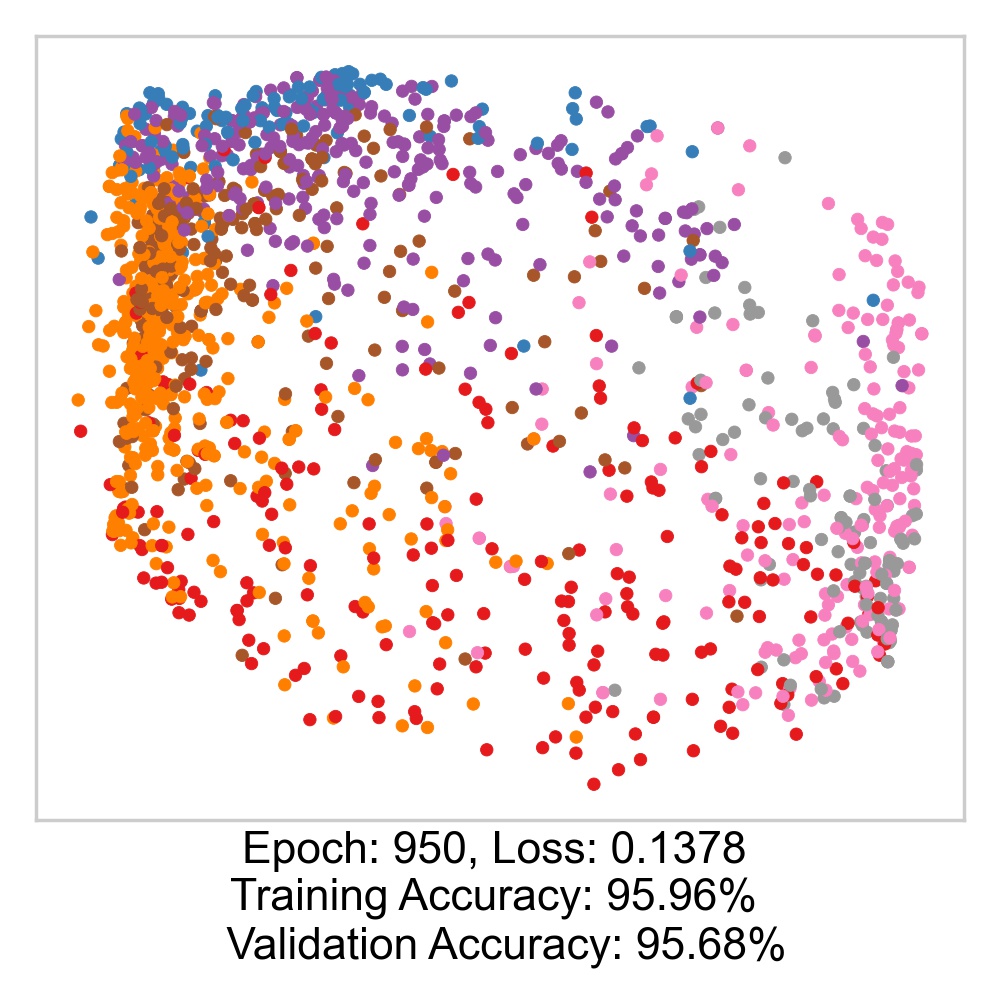 Epoch: 950, Loss: 0.1378
Training Accuracy: 95.96%
Validation Accuracy: 95.68%